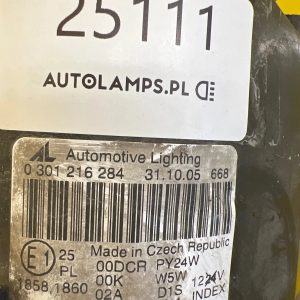 25111
AUTOLAMPS.PL
AL Automotive Lighting
0 301 216 284 31.10.05 668
Made in Czech Republic
E1 25 00DCR PY24W
PL 00K W5W 12V
1858,1860 02A D1S INDEX